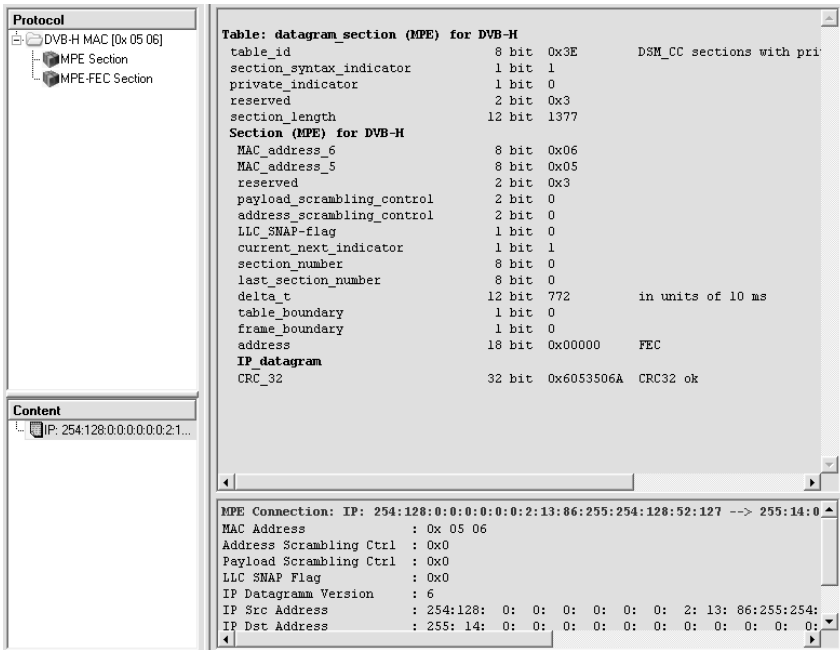 Protocol
DVB-H MAC [0x 05 06]
MPE Section
MPE-FEC Section
Content
IP: 254:128:0:0:0:0:0:0:2:1...
Table: datagram_section (MPE) for DVB-H
table_id 8 bit 0x3E DSM_CC sections with pri
section_syntax_indicator 1 bit 1
private_indicator 1 bit 0
reserved 2 bit 0x3
section_length 12 bit 1377
Section (MPE) for DVB-H
MAC_address_6 8 bit 0x06
MAC_address_5 8 bit 0x05
reserved 2 bit 0x3
payload_scrambling_control 2 bit 0
address_scrambling_control 2 bit 0
LLC_SNAP-flag 1 bit 0
current_next_indicator 1 bit 1
section_number 8 bit 0
last_section_number 8 bit 0
delta_t 12 bit 772 in units of 10 ms
table_boundary 1 bit 0
frame_boundary 1 bit 0
address 18 bit 0x00000 FEC
IP_datagram
CRC_32 32 bit 0x6053506A CRC32 ok
MPE Connection: IP: 254:128:0:0:0:0:0:0:2:13:86:255:254:128:52:127 --> 255:14:0
MAC Address : 0x 05 06
Address Scrambling Ctrl : 0x0
Payload Scrambling Ctrl : 0x0
LLC SNAP Flag : 0x0
IP Datagramm Version : 6
IP Src Address : 254:128: 0: 0: 0: 0: 0: 0: 2: 13: 86:255:254:
IP Dst Address : 255: 14: 0: 0: 0: 0: 0: 0: 0: 0: 0: 0: